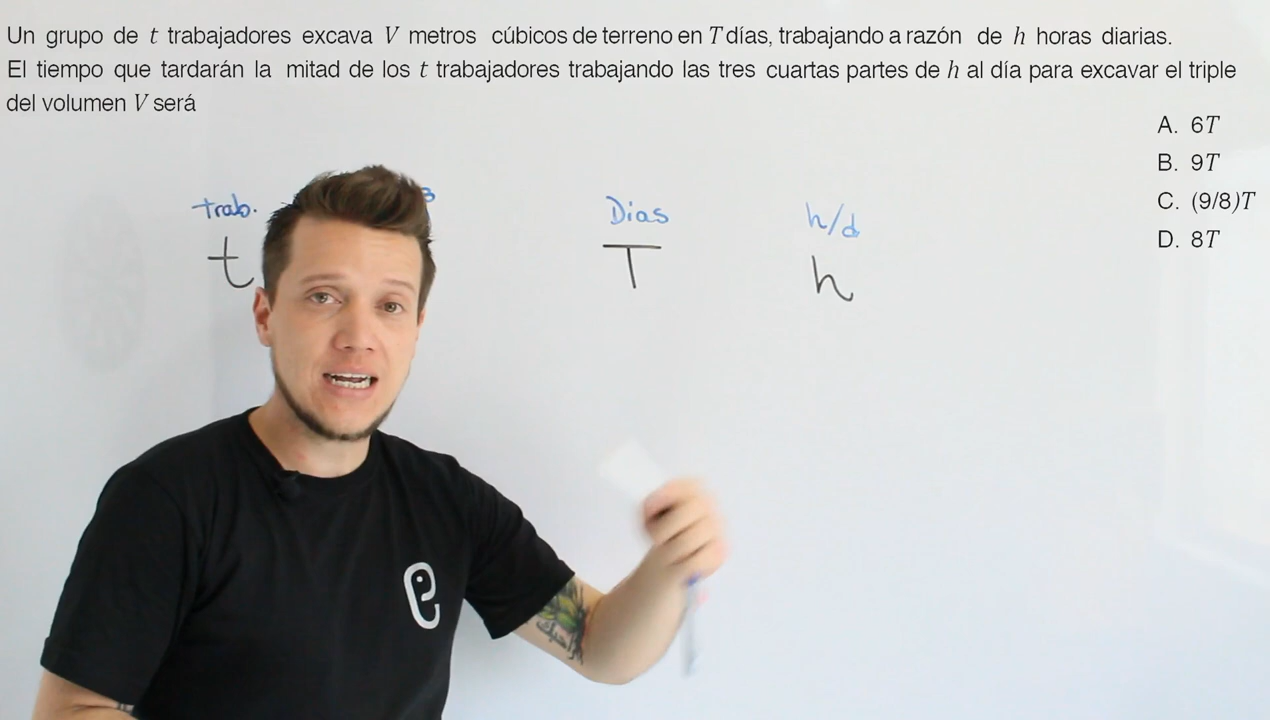 Un grupo de t trabajadores excava V metros cúbicos de terreno en T días, trabajando a razón de h horas diarias.
El tiempo que tardarán la mitad de los t trabajadores trabajando las tres cuartas partes de h al día para excavar el triple
del volumen V será
A. 6T
B. 9T
C. (9/8)T
D. 8T
trab. 3 Dias h/d
t T h
e